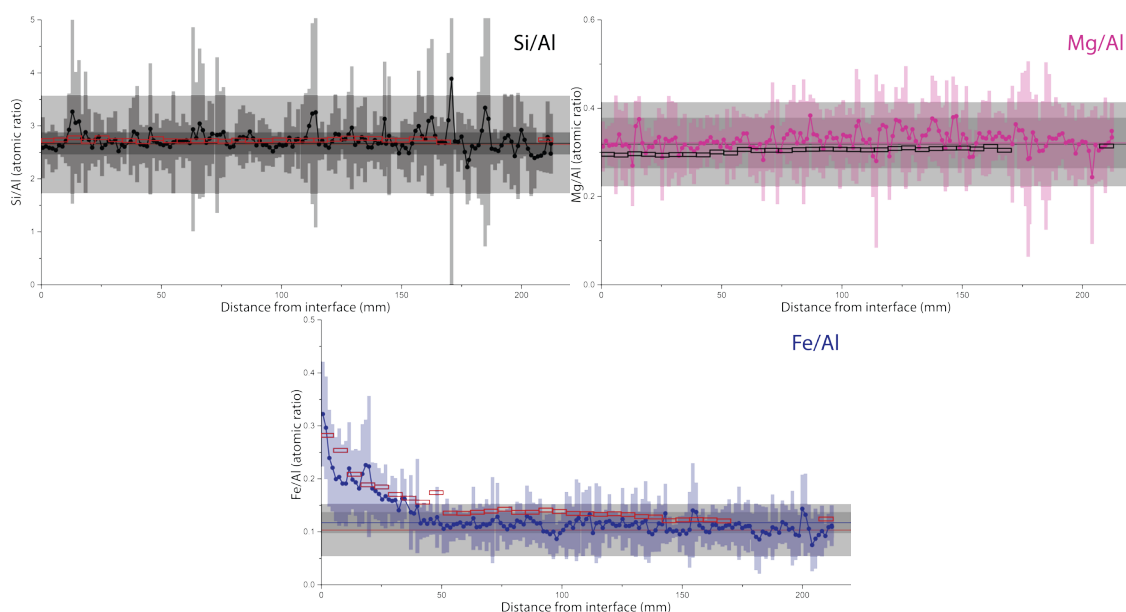 Si/Al
Si/Al (atomic ratio)
5
4
3
2
1
0
0 50 100 150 200
Distance from interface (mm)
Mg/Al
Mg/Al (atomic ratio)
0.6
0.4
0.2
0.0
0 50 100 150 200
Distance from interface (mm)
Fe/Al
Fe/Al (atomic ratio)
0.5
0.4
0.3
0.2
0.1
0.0
0 50 100 150 200
Distance from interface (mm)